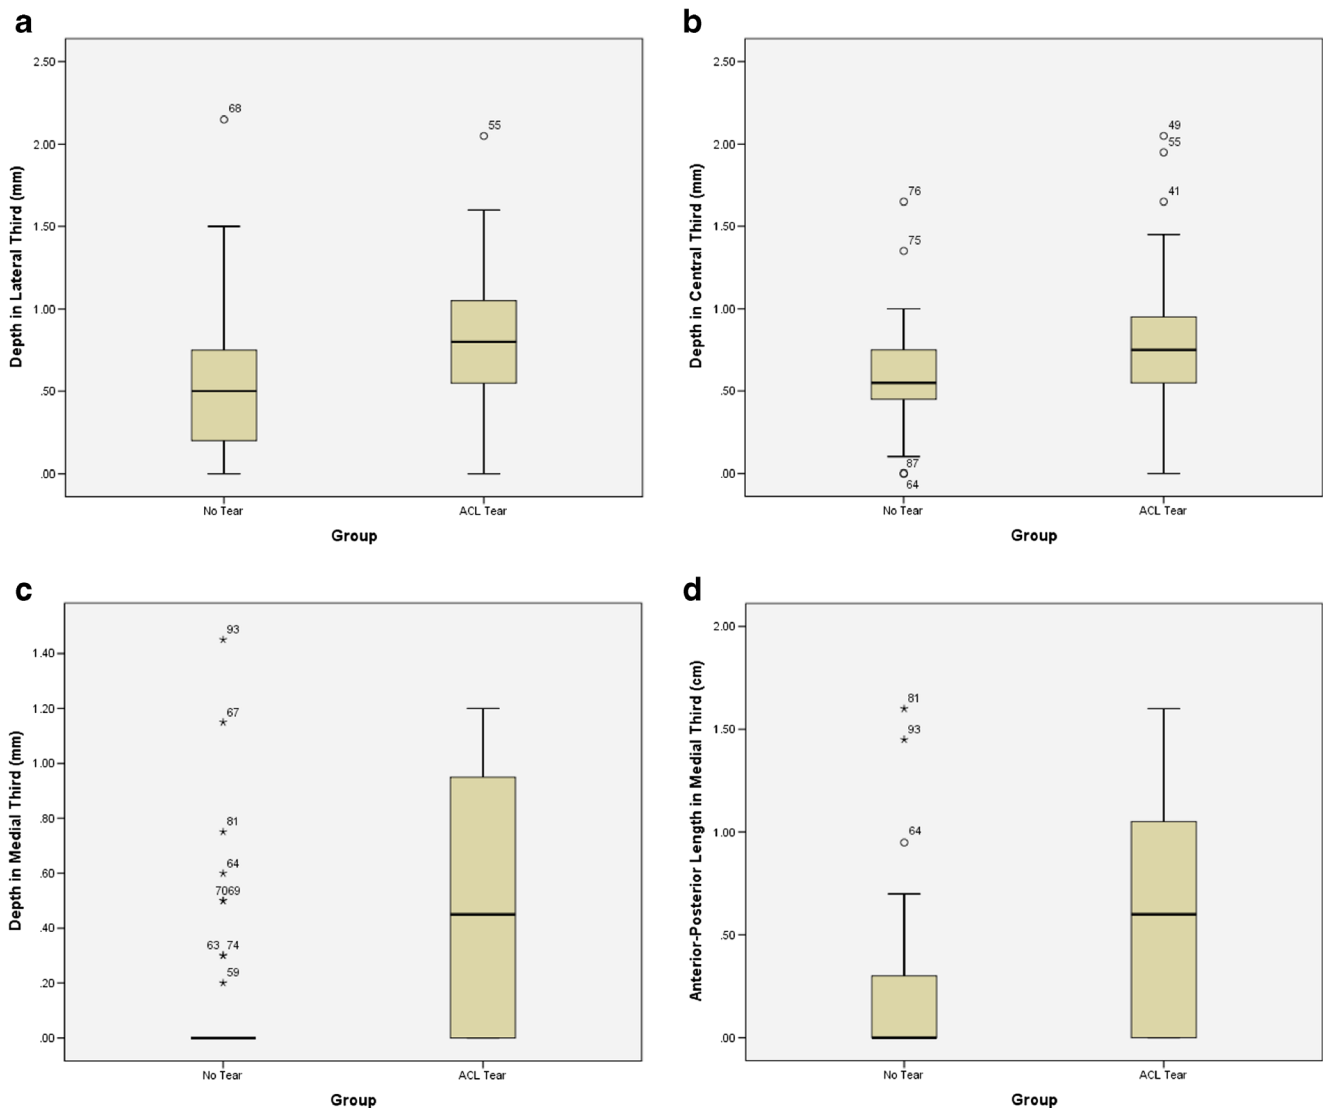 a
Depth in Lateral Third (mm)
2.50
2.00
1.50
1.00
.50
.00
68
55
No Tear
ACL Tear
Group
b
Depth in Central Third (mm)
2.50
2.00
1.50
1.00
.50
.00
76
75
87
64
49
55
41
No Tear
ACL Tear
Group
c
Depth in Medial Third (mm)
1.40
1.20
1.00
.80
.60
.40
.20
.00
93
67
81
64
7069
63 74
59
No Tear
ACL Tear
Group
d
Anterior-Posterior Length in Medial Third (cm)
2.00
1.50
1.00
.50
.00
81
93
64
No Tear
ACL Tear
Group